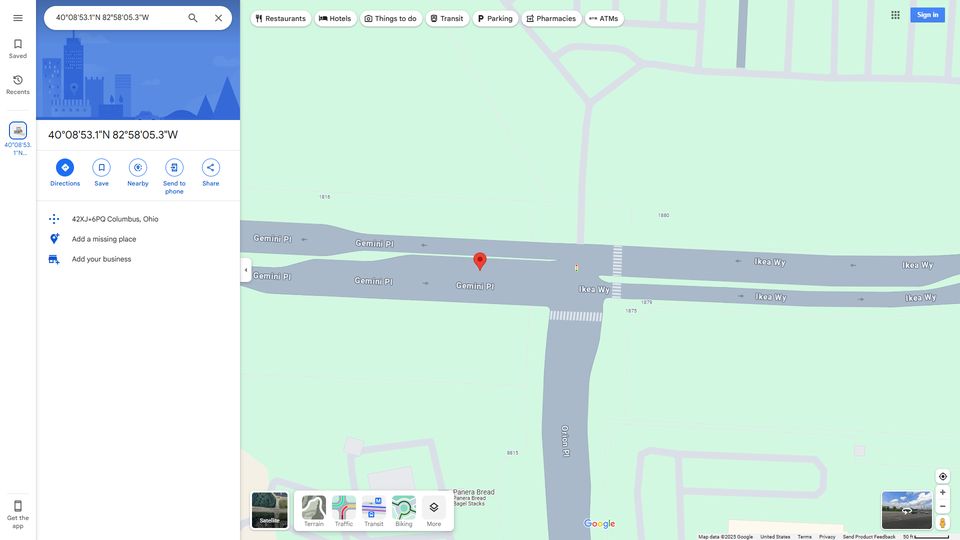 40°08'53.1"N 82°58'05.3"W
Restaurants
Hotels
Things to do
Transit
Parking
Pharmacies
ATMs
Sign in
Saved
Recents
40°08'53.
1"N...
40°08'53.1"N 82°58'05.3"W
Directions
Save
Nearby
Send to
phone
Share
42XJ+6PQ Columbus, Ohio
Add a missing place
Add your business
1816
1880
Gemini Pl
Gemini Pl
Ikea Wy
Ikea Wy
Gemini Pl
Gemini Pl
Gemini Pl
Ikea Wy
Ikea Wy
Ikea Wy
1879
1875
Orion Pl
8815
Panera Bread
Panera Bread
Bagel Stacks
Satellite
Terrain
Traffic
Transit
Biking
More
Get the
app
Google
Map data ©2025 Google
United States
Terms
Privacy
Send Product Feedback
50 ft